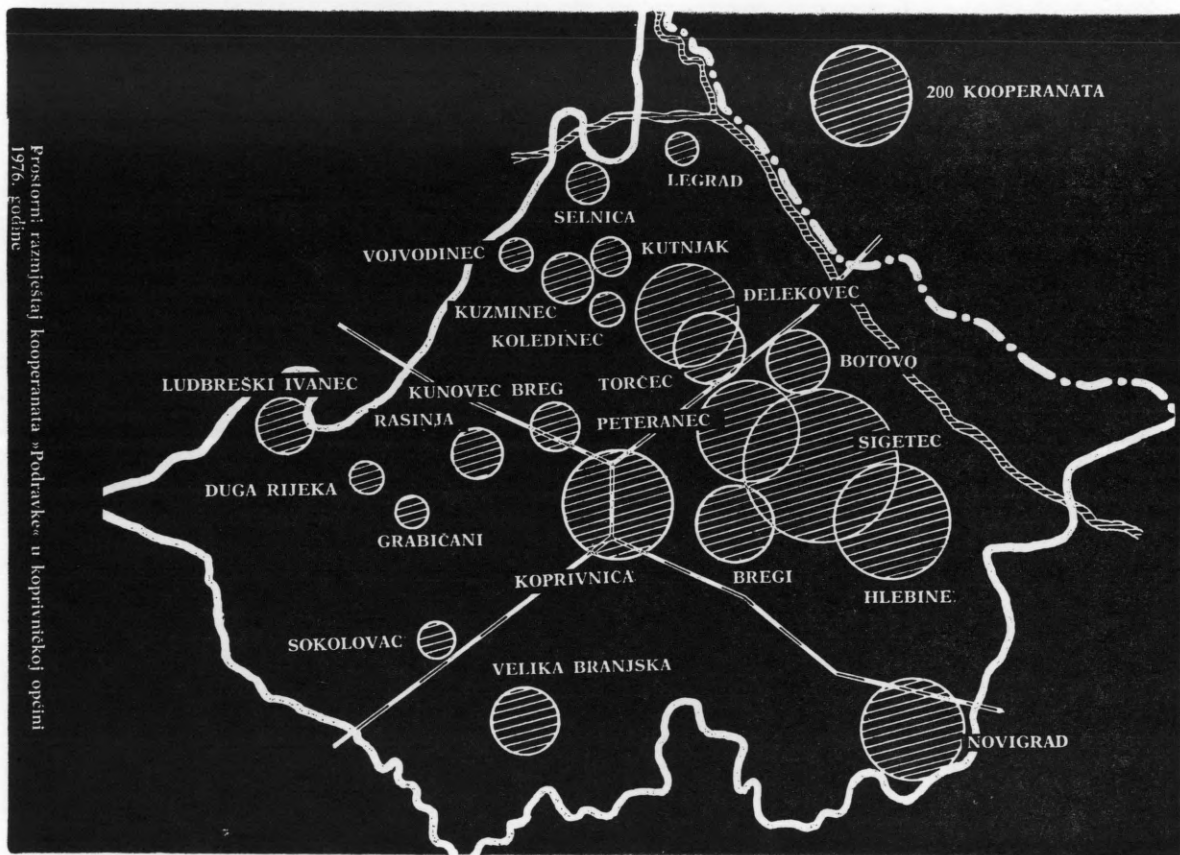 200 KOOPERANATA
LEGRAD
SELNICA
VOJVODINEC
KUTNJAK
KUZMINEC
ĐELEKOVEC
KOLEDINEC
BOTOVO
LUDBREŠKI IVANEC
KUNOVEC BREG
TORČEC
RASINJA
PETERANEC
SIGETEC
DUGA RIJEKA
GRABIČANI
KOPRIVNICA
BREGI
HLEBINE
SOKOLOVAC
VELIKA BRANJSKA
NOVIGRAD
Prostorni razmještaj kooperanata »Podravke« u koprivničkoj općini
1976. godine